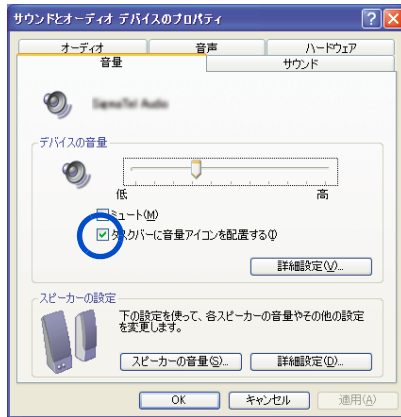 サウンドとオーディオ デバイスのプロパティ
オーディオ
音声
ハードウェア
音量
サウンド
デバイスの音量
低
高
ミュート(M)
タスクバーに音量アイコンを配置する(I)
詳細設定(V)...
スピーカーの設定
下の設定を使って、各スピーカーの音量やその他の設定
を変更します。
スピーカーの音量(S)...
詳細設定(D)...
OK
キャンセル
適用(A)